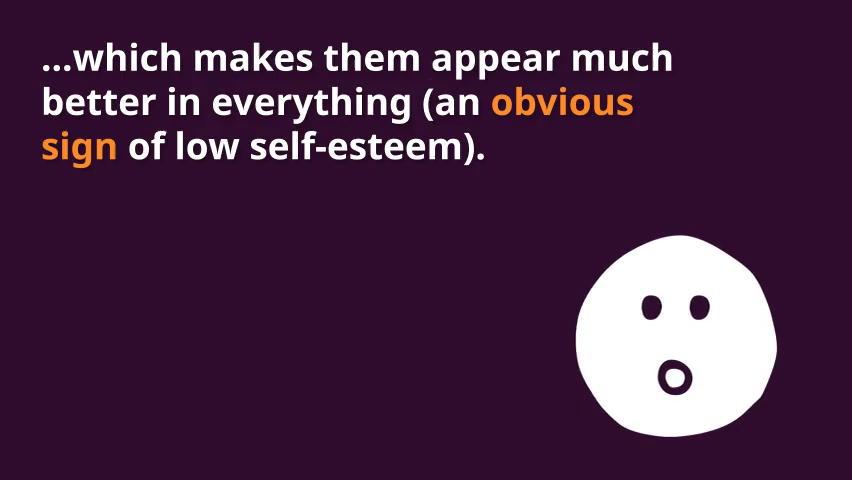 ...which makes them appear much
better in everything (an obvious
sign of low self-esteem).